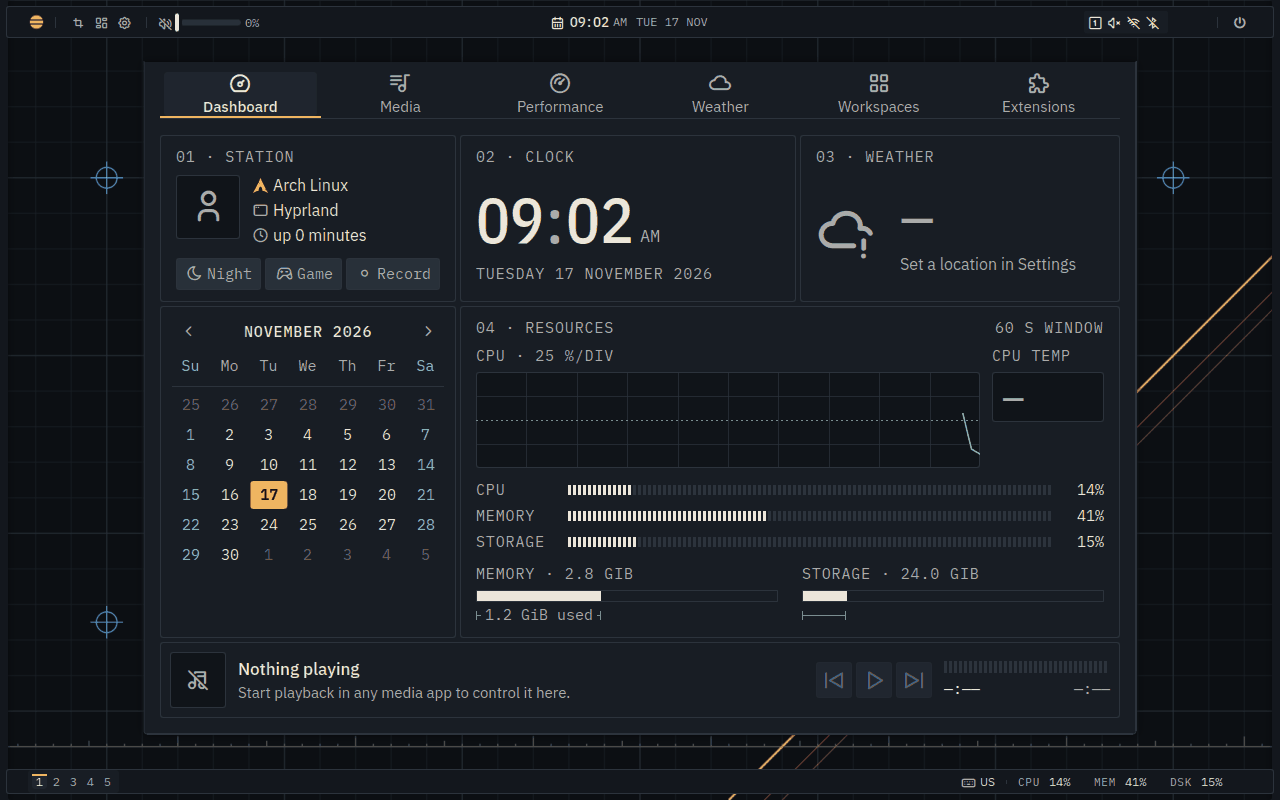 0%
09:02 AM TUE 17 NOV
1
Dashboard
Media
Performance
Weather
Workspaces
Extensions
01 · STATION
Arch Linux
Hyprland
up 0 minutes
Night
Game
Record
02 · CLOCK
09:02 AM
TUESDAY 17 NOVEMBER 2026
03 · WEATHER
—
Set a location in Settings
NOVEMBER 2026
Su Mo Tu We Th Fr Sa
25 26 27 28 29 30 31
1 2 3 4 5 6 7
8 9 10 11 12 13 14
15 16 17 18 19 20 21
22 23 24 25 26 27 28
29 30 1 2 3 4 5
04 · RESOURCES
60 S WINDOW
CPU · 25 %/DIV
CPU TEMP
—
CPU 14%
MEMORY 41%
STORAGE 15%
MEMORY · 2.8 GIB
1.2 GiB used
STORAGE · 24.0 GIB
Nothing playing
Start playback in any media app to control it here.
—:——
—:——
1 2 3 4 5
US
CPU 14%
MEM 41%
DSK 15%